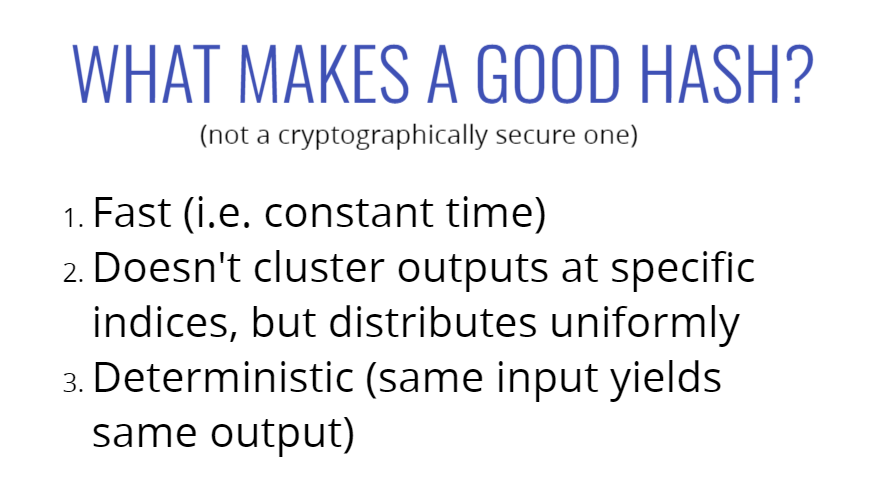 WHAT MAKES A GOOD HASH?
(not a cryptographically secure one)
1. Fast (i.e. constant time)
2. Doesn't cluster outputs at specific
indices, but distributes uniformly
3. Deterministic (same input yields
same output)